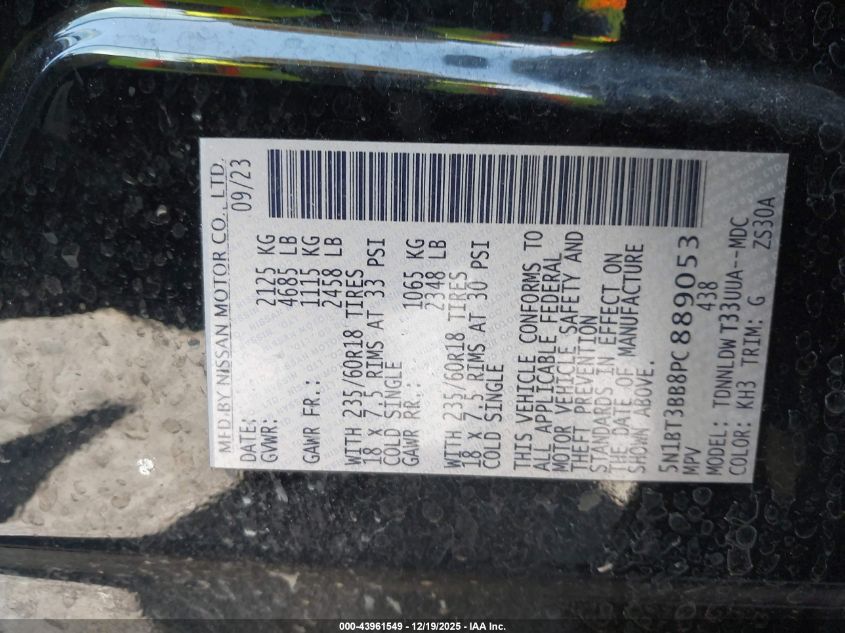 MFD.BY NISSAN MOTOR CO., LTD.
DATE: 09/23
GVWR: 2125 KG
4685 LB
GAWR FR.: 1115 KG
2458 LB
WITH 235/60R18 TIRES
18 X 7.5 RIMS AT 33 PSI
COLD SINGLE
GAWR RR.: 1065 KG
2348 LB
WITH 235/60R18 TIRES
18 X 7.5 RIMS AT 30 PSI
COLD SINGLE
THIS VEHICLE CONFORMS TO
ALL APPLICABLE FEDERAL
MOTOR VEHICLE SAFETY AND
THEFT PREVENTION
STANDARDS IN EFFECT ON
THE DATE OF MANUFACTURE
SHOWN ABOVE.
5N1BT3BB8PC889053
MPV 438
MODEL: TDNNLDW T33UUA--MDC
COLOR: KH3 TRIM: G ZS30A
000-43961549 - 12/19/2025 - IAA Inc.